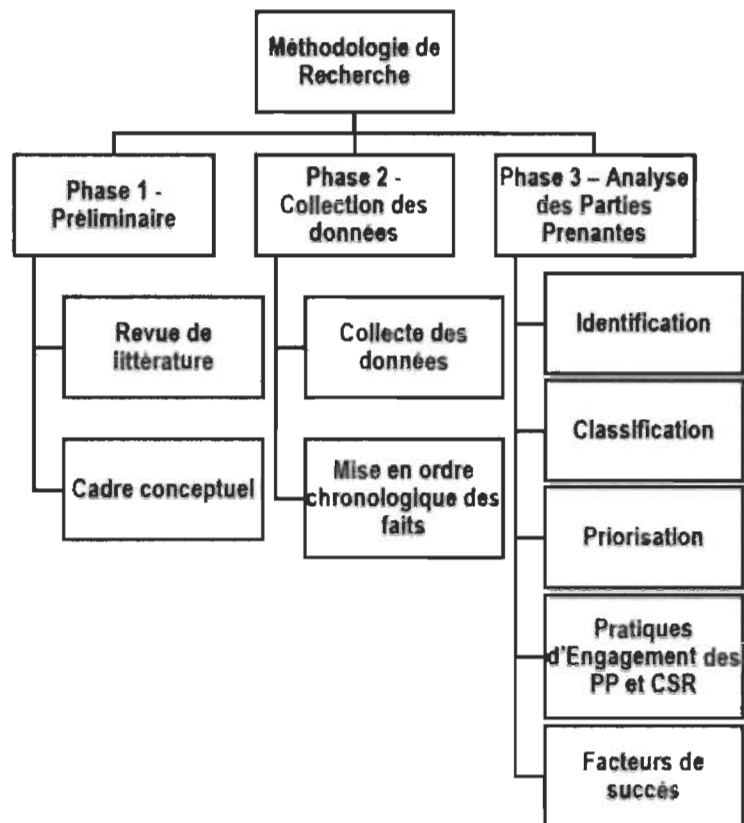 Méthodologie de
Recherche
Phase 1 -
Préliminaire
Phase 2 -
Collection des
données
Phase 3 – Analyse
des Parties
Prenantes
Revue de
littérature
Cadre conceptuel
Collecte des
données
Mise en ordre
chronologique des
faits
Identification
Classification
Priorisation
Pratiques
d'Engagement des
PP et CSR
Facteurs de
succés